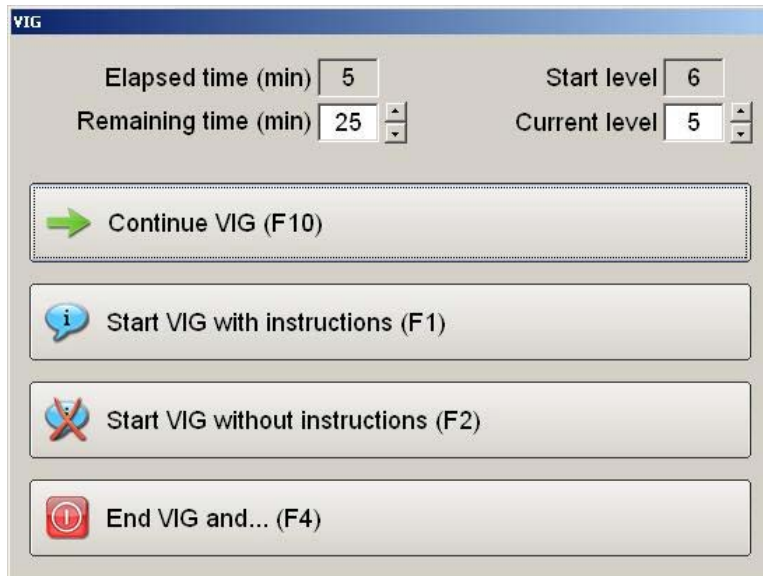 VIG
Elapsed time (min) 5 Start level 6
Remaining time (min) 25 Current level 5
Continue VIG (F10)
Start VIG with instructions (F1)
Start VIG without instructions (F2)
End VIG and... (F4)